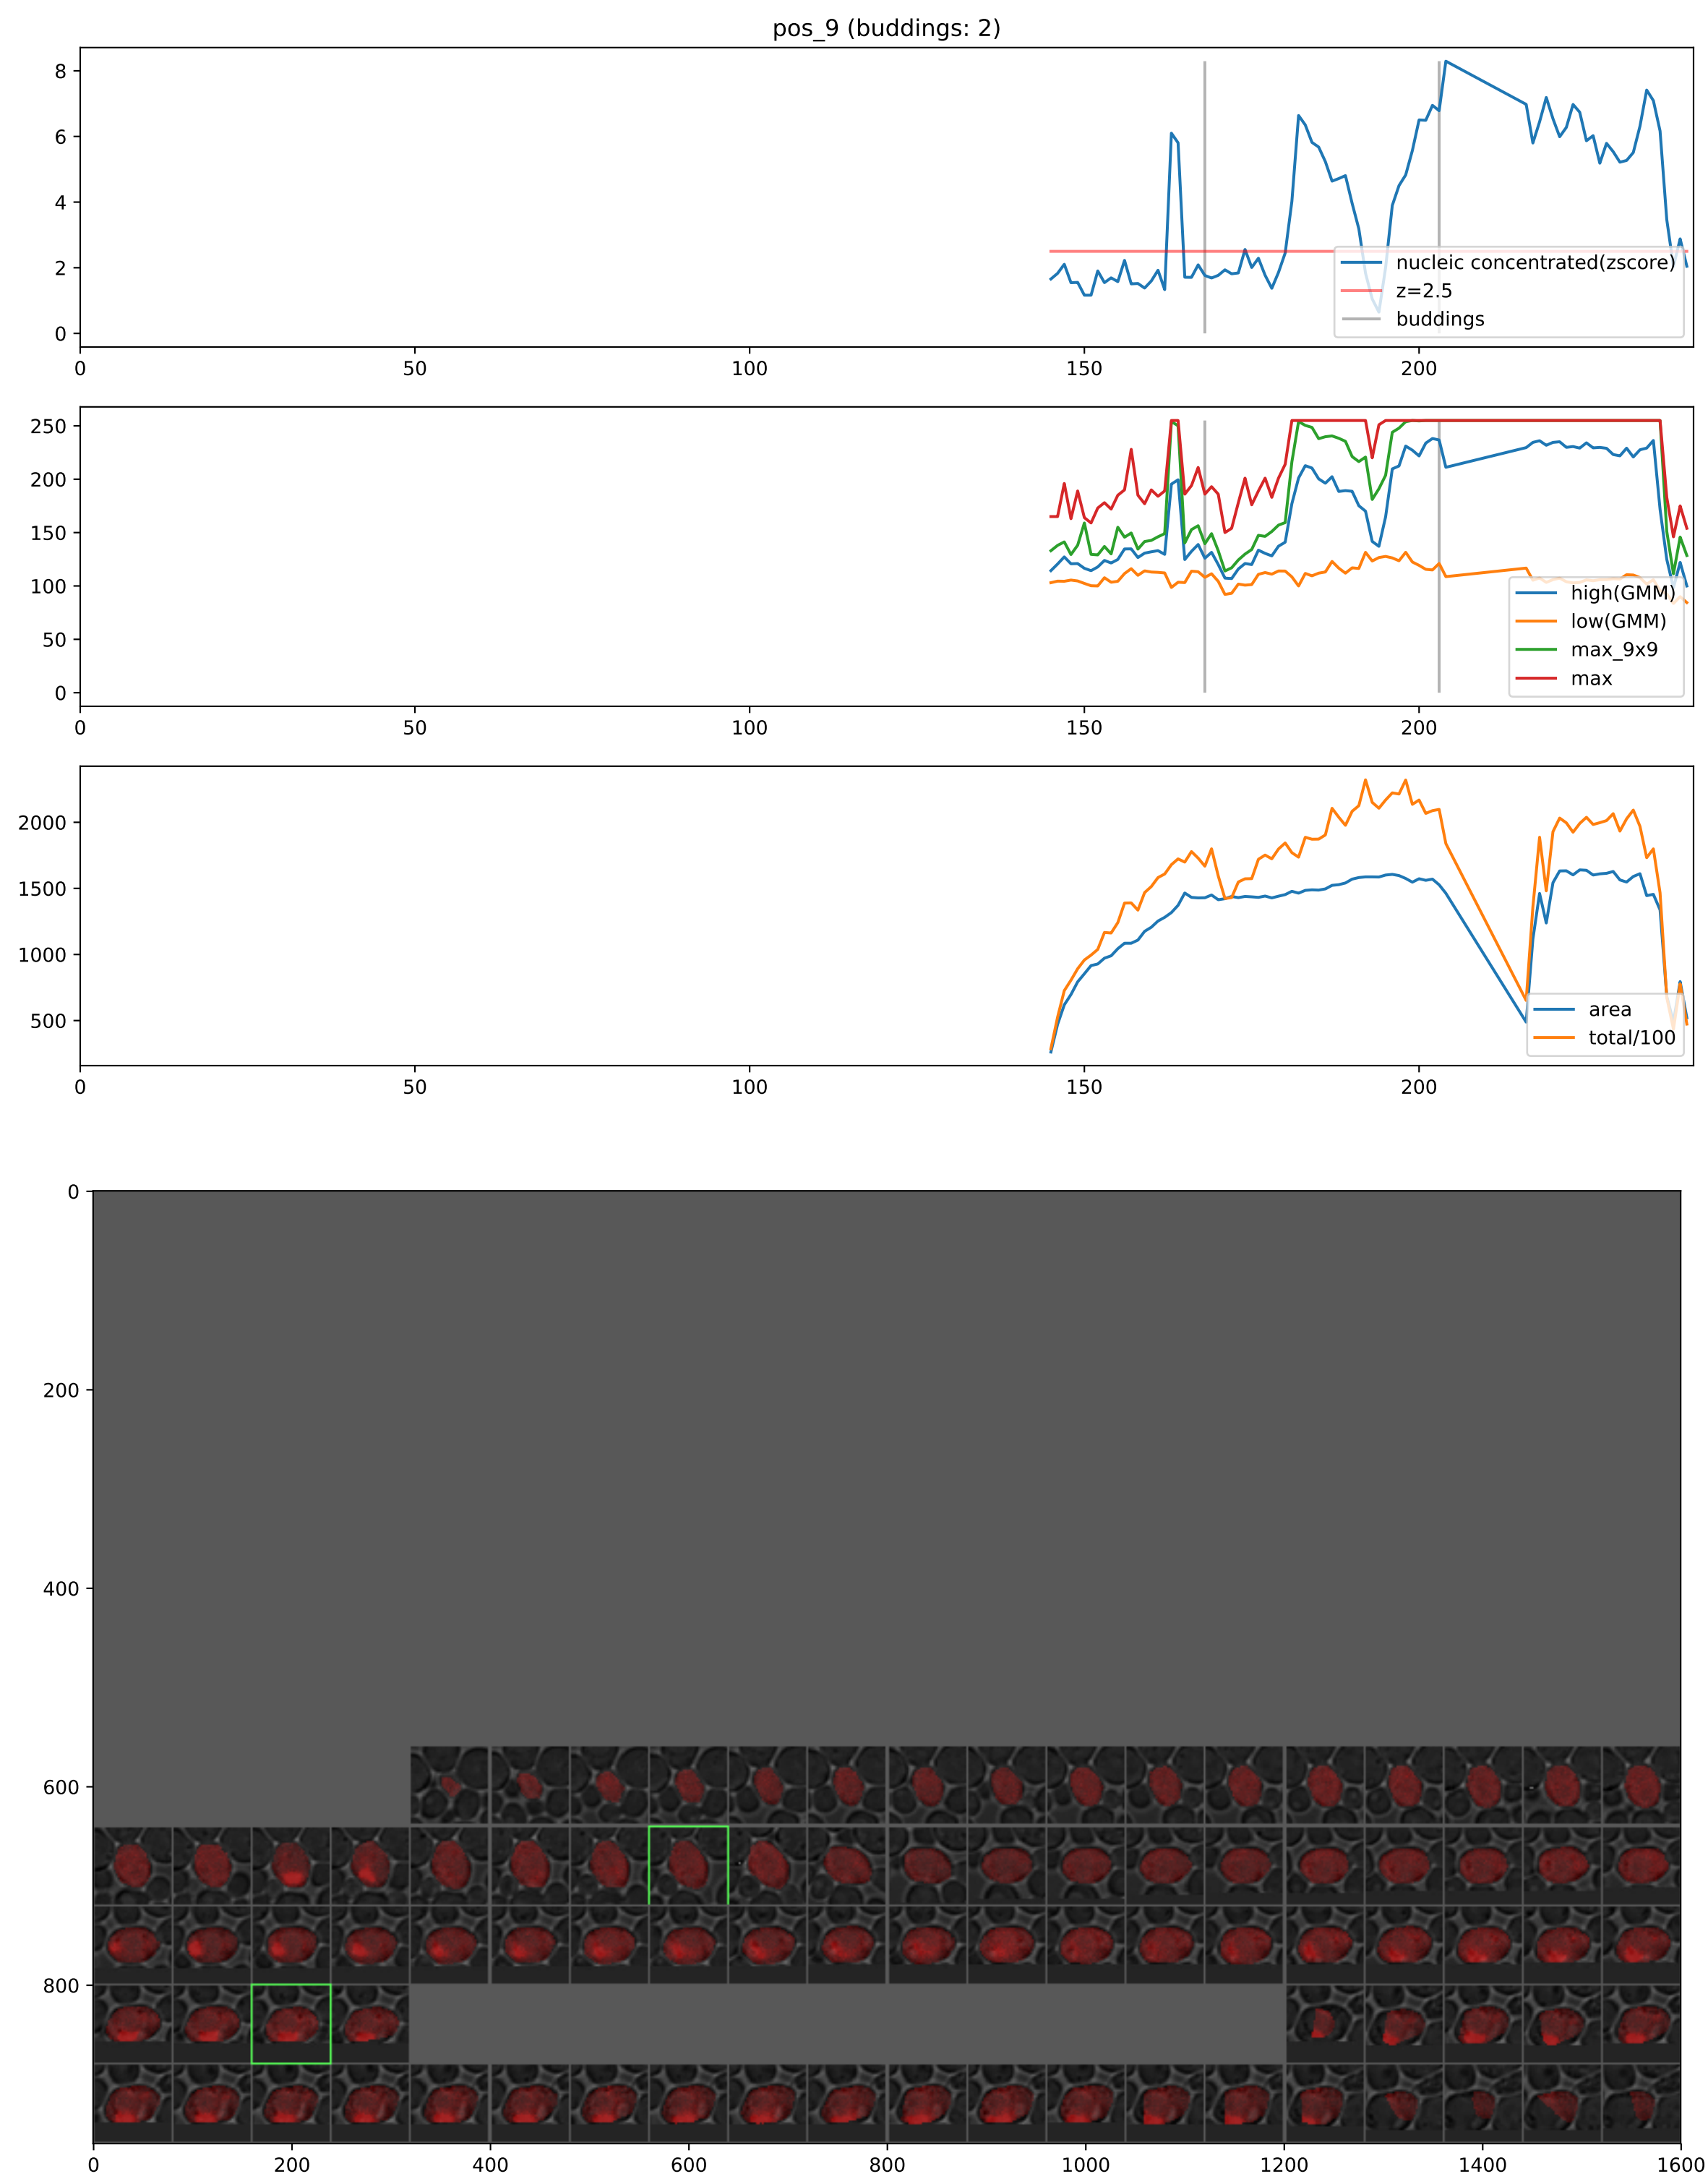 pos_9 (buddings: 2)
8
6
4
2
0
nucleic concentrated(zscore)
z=2.5
buddings
0 50 100 150 200
250
200
150
100
50
0
high(GMM)
low(GMM)
max_9x9
max
0 50 100 150 200
2000
1500
1000
500
area
total/100
0 50 100 150 200
0
200
400
600
800
0 200 400 600 800 1000 1200 1400 1600